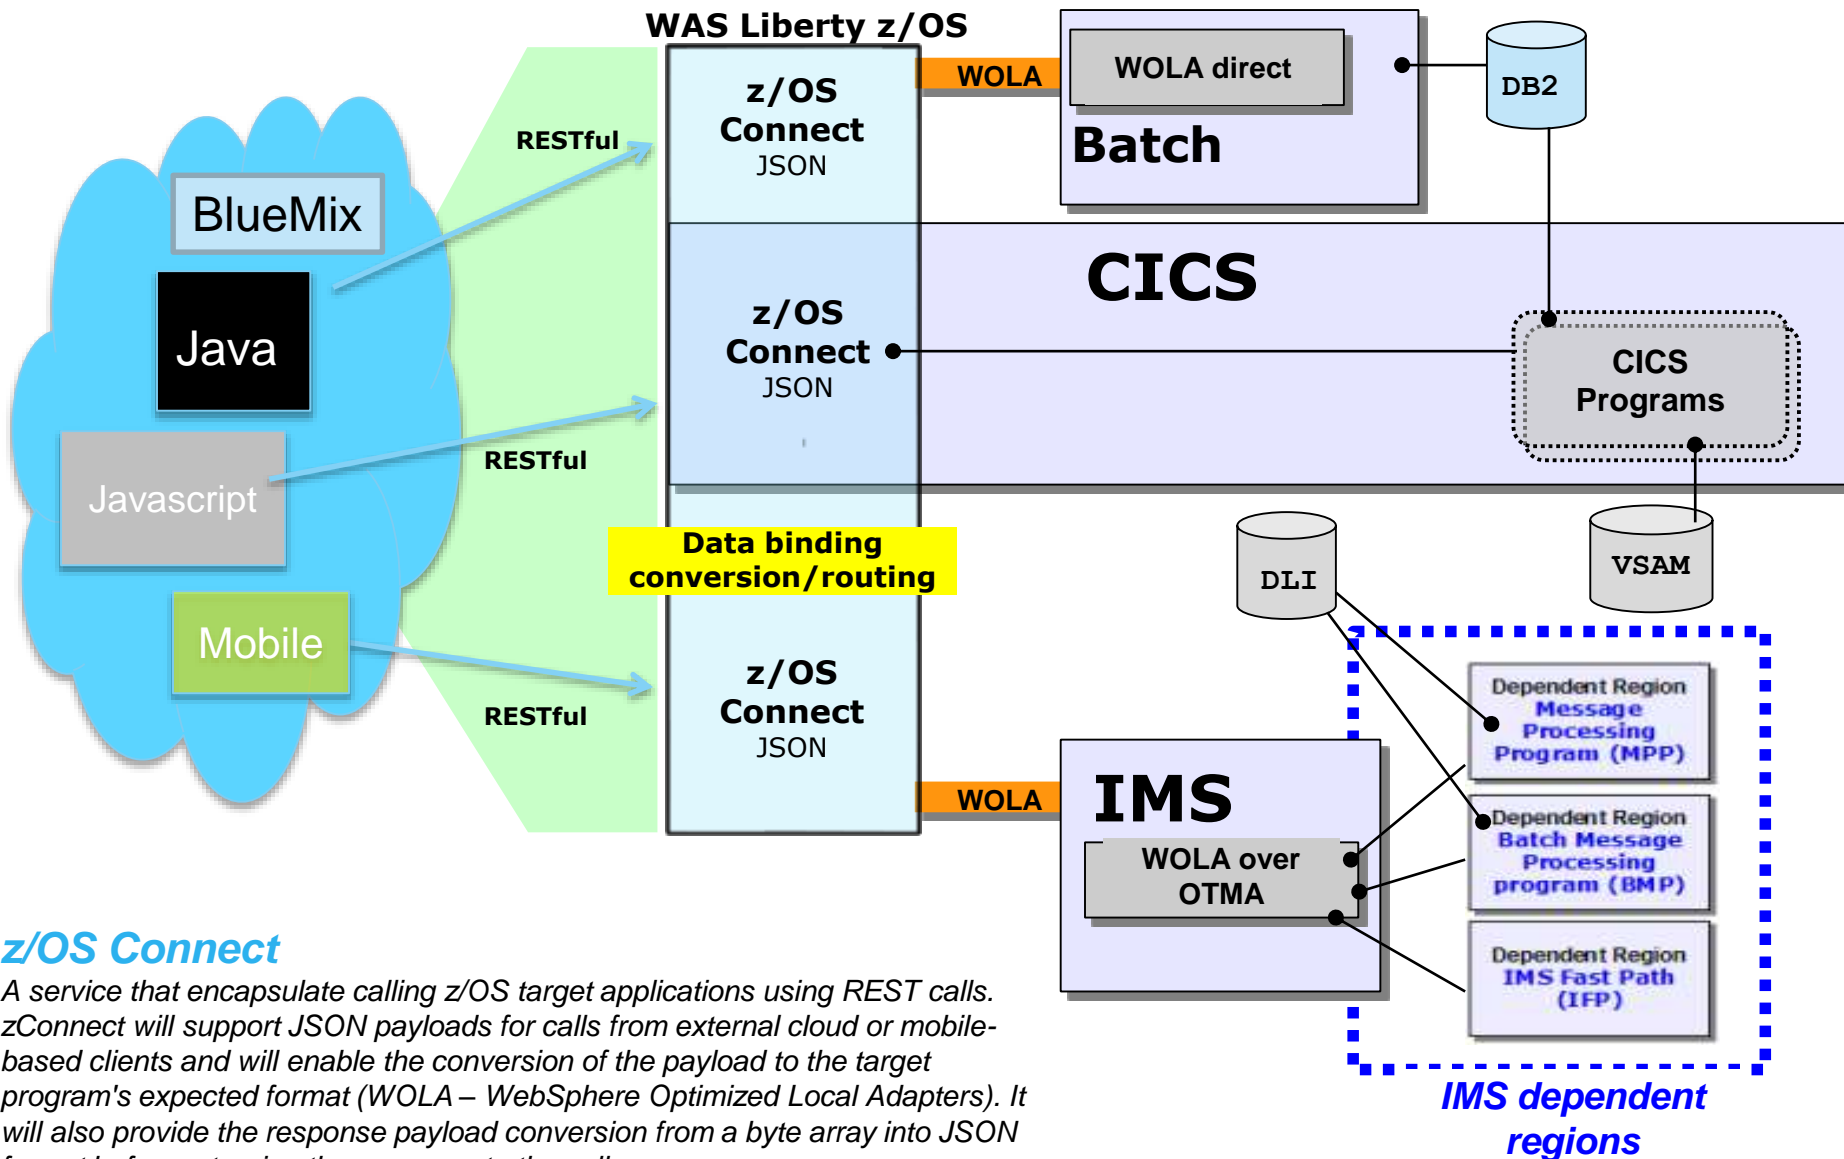 WAS Liberty z/OS
z/OS
Connect
JSON
WOLA
WOLA direct
Batch
DB2
RESTful
BlueMix
Java
Javascript
Mobile
z/OS
Connect
JSON
CICS
CICS
Programs
RESTful
Data binding
conversion/routing
DLI
VSAM
z/OS
Connect
JSON
RESTful
WOLA
IMS
WOLA over
OTMA
Dependent Region
Message
Processing
Program (MPP)
Dependent Region
Batch Message
Processing
program (BMP)
Dependent Region
IMS Fast Path
(IFP)
IMS dependent
regions
z/OS Connect
A service that encapsulate calling z/OS target applications using REST calls.
zConnect will support JSON payloads for calls from external cloud or mobile-
based clients and will enable the conversion of the payload to the target
program's expected format (WOLA – WebSphere Optimized Local Adapters). It
will also provide the response payload conversion from a byte array into JSON